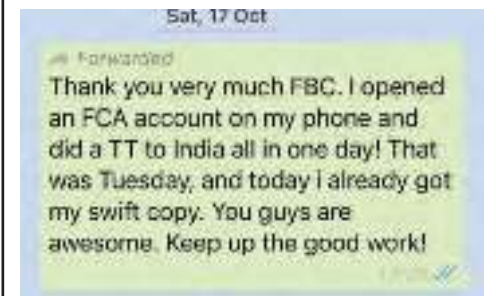 Sat, 17 Oct
Forwarded
Thank you very much FBC. I opened
an FCA account on my phone and
did a TT to India all in one day! That
was Tuesday, and today i already got
my swift copy. You guys are
awesome. Keep up the good work!